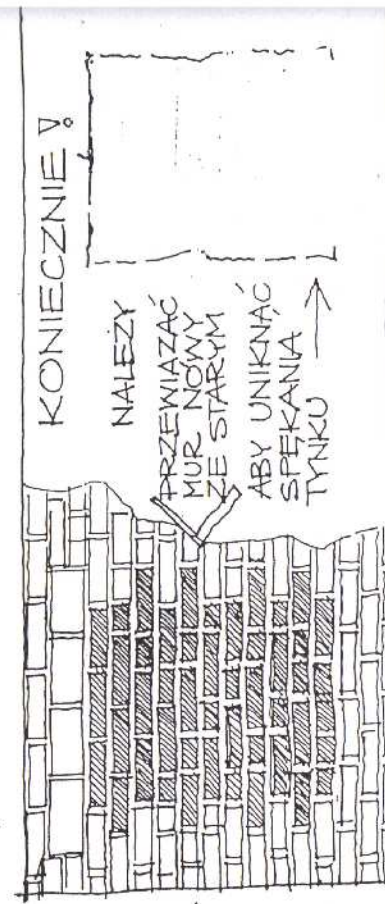 KONIECZNIE !
NALEŻY
PRZEWIĄZAĆ
MUR NOWY
ZE STARYM
ABY UNIKNĄĆ
SPĘKANIA
TYNKU